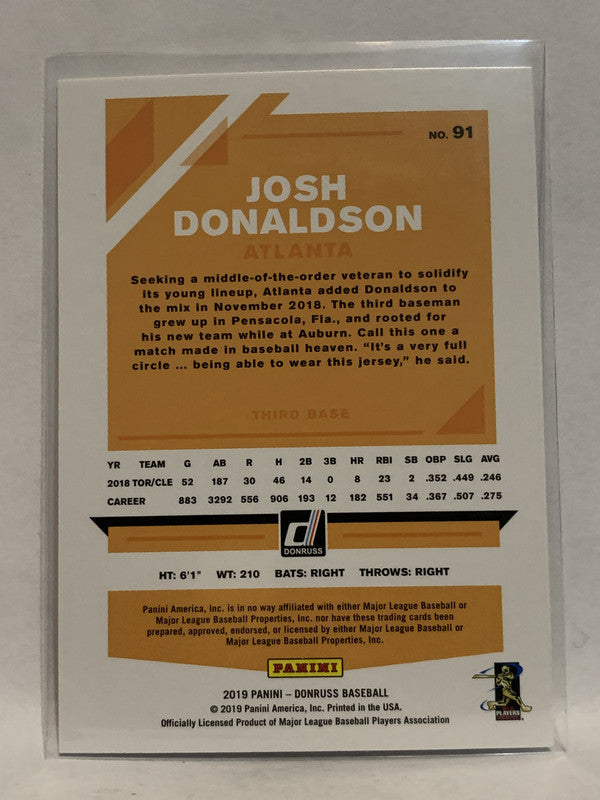 NO. 91
JOSH
DONALDSON
ATLANTA
Seeking a middle-of-the-order veteran to solidify
its young lineup, Atlanta added Donaldson to
the mix in November 2018. The third baseman
grew up in Pensacola, Fla., and rooted for
his new team while at Auburn. Call this one a
match made in baseball heaven. “It’s a very full
circle ... being able to wear this jersey,” he said.
THIRD BASE
YR TEAM G AB R H 2B 3B HR RBI SB OBP SLG AVG
2018 TOR/CLE 52 187 30 46 14 0 8 23 2 .352 .449 .246
CAREER 883 3292 556 906 193 12 182 551 34 .367 .507 .275
d
DONRUSS
HT: 6'1" WT: 210 BATS: RIGHT THROWS: RIGHT
Panini America, Inc. is in no way affiliated with either Major League Baseball or
Major League Baseball Properties, Inc. nor have these trading cards been
prepared, approved, endorsed, or licensed by either Major League Baseball or
Major League Baseball Properties, Inc.
PANINI
2019 PANINI – DONRUSS BASEBALL
© 2019 Panini America, Inc. Printed in the USA.
Officially Licensed Product of Major League Baseball Players Association
PLAYERS